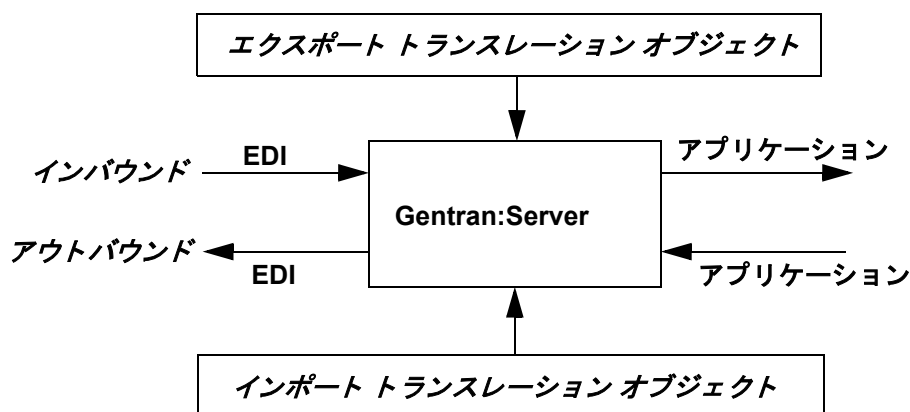 エクスポート トランスレーション オブジェクト
インバウンド
EDI
アプリケーション
Gentran:Server
アウトバウンド
EDI
アプリケーション
インポート トランスレーション オブジェクト